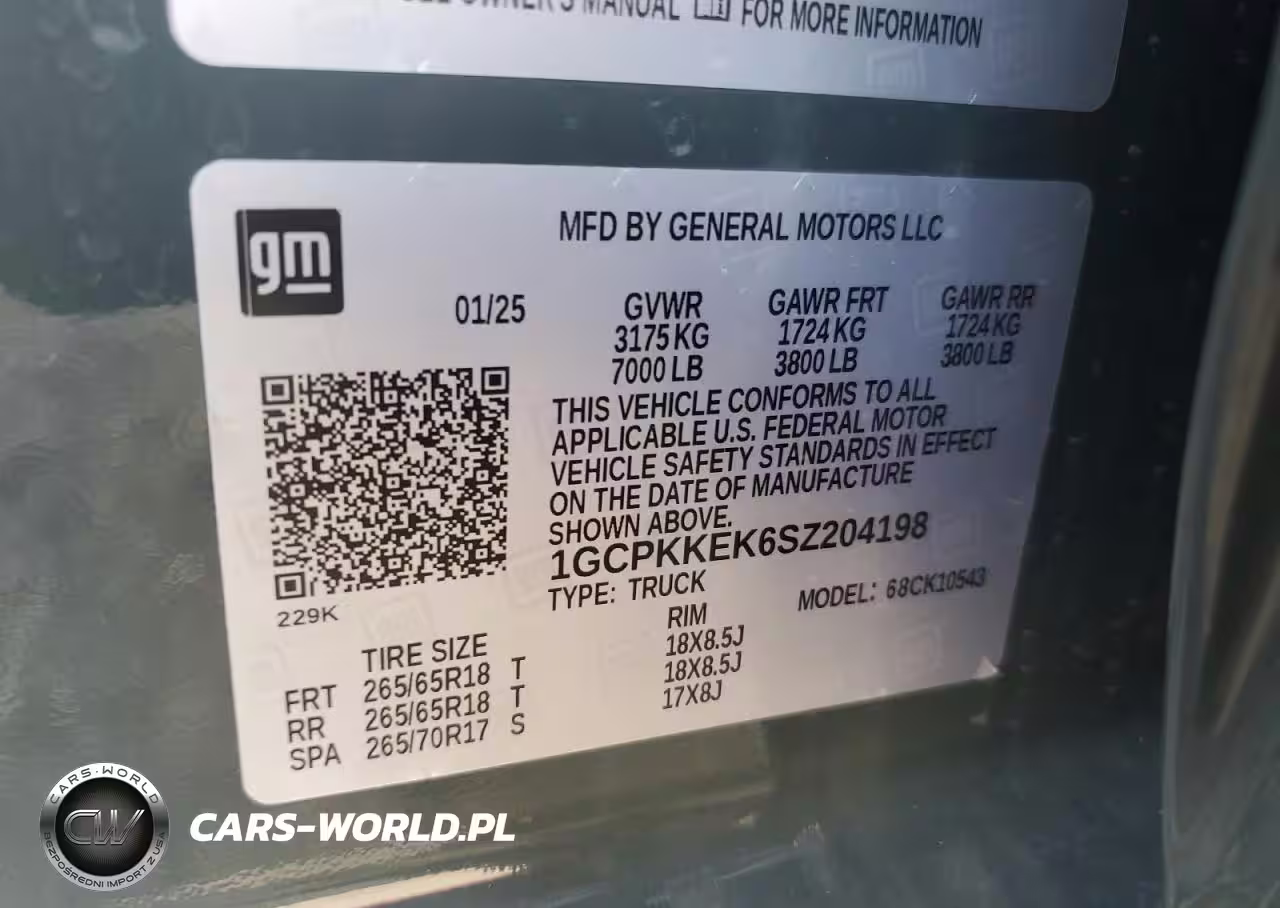 OWNER'S MANUAL FOR MORE INFORMATION
gm
MFD BY GENERAL MOTORS LLC
01/25
GVWR GAWR FRT GAWR RR
3175 KG 1724 KG 1724 KG
7000 LB 3800 LB 3800 LB
THIS VEHICLE CONFORMS TO ALL
APPLICABLE U.S. FEDERAL MOTOR
VEHICLE SAFETY STANDARDS IN EFFECT
ON THE DATE OF MANUFACTURE
SHOWN ABOVE.
1GCPKKEK6SZ204198
TYPE: TRUCK MODEL: 68CK10543
229K
TIRE SIZE RIM
FRT 265/65R18 T 18X8.5J
RR 265/65R18 T 18X8.5J
SPA 265/70R17 S 17X8J
CARS-WORLD
CW
BEZPOŚREDNI IMPORT Z USA
CARS-WORLD.PL